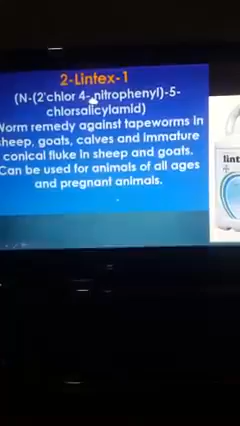 2-Lintex-1
(N-(2'chlor 4- nitrophenyl)-5-
chlorsalicylamid)
Worm remedy against tapeworms in
sheep, goats, calves and immature
conical fluke in sheep and goats.
Can be used for animals of all ages
and pregnant animals.
lint